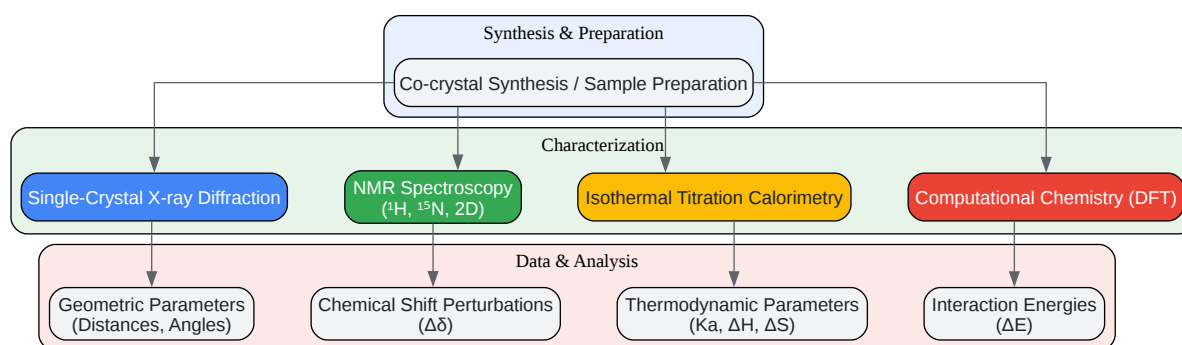 Synthesis & Preparation
Co-crystal Synthesis / Sample Preparation
Characterization
Single-Crystal X-ray Diffraction
NMR Spectroscopy
(¹H, ¹⁵N, 2D)
Isothermal Titration Calorimetry
Computational Chemistry (DFT)
Data & Analysis
Geometric Parameters
(Distances, Angles)
Chemical Shift Perturbations
(Δδ)
Thermodynamic Parameters
(Ka, ΔH, ΔS)
Interaction Energies
(ΔE)